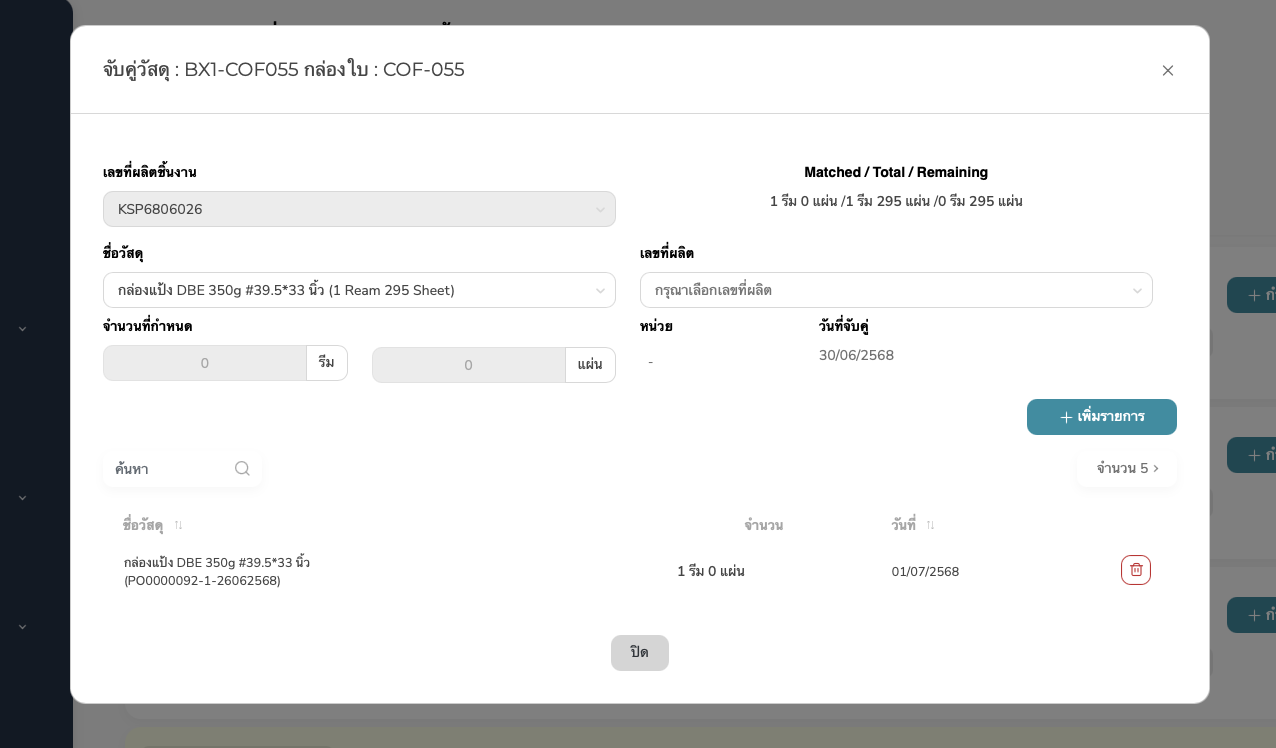 จับคู่วัสดุ : BX1-COF055 กล่องใบ : COF-055
เลขที่ผลิตชิ้นงาน
KSP6806026
Matched / Total / Remaining
1 รีม 0 แผ่น /1 รีม 295 แผ่น /0 รีม 295 แผ่น
ชื่อวัสดุ
กล่องแป้ง DBE 350g #39.5*33 นิ้ว (1 Ream 295 Sheet)
เลขที่ผลิต
กรุณาเลือกเลขที่ผลิต
จำนวนที่กำหนด
0 รีม
0 แผ่น
หน่วย
-
วันที่จับคู่
30/06/2568
+ เพิ่มรายการ
ค้นหา
จำนวน 5 >
ชื่อวัสดุ จำนวน วันที่
กล่องแป้ง DBE 350g #39.5*33 นิ้ว
(PO0000092-1-26062568)
1 รีม 0 แผ่น
01/07/2568
ปิด